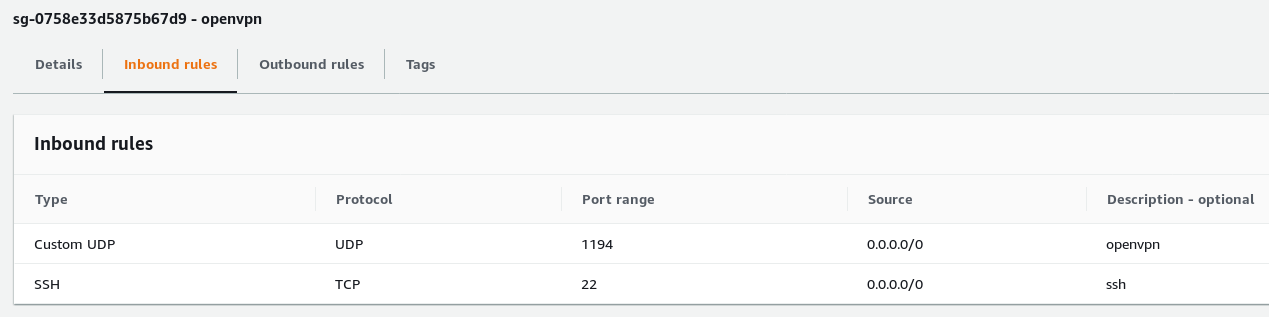 sg-0758e33d5875b67d9 - openvpn
Details Inbound rules Outbound rules Tags
Inbound rules
Type Protocol Port range Source Description - optional
Custom UDP UDP 1194 0.0.0.0/0 openvpn
SSH TCP 22 0.0.0.0/0 ssh